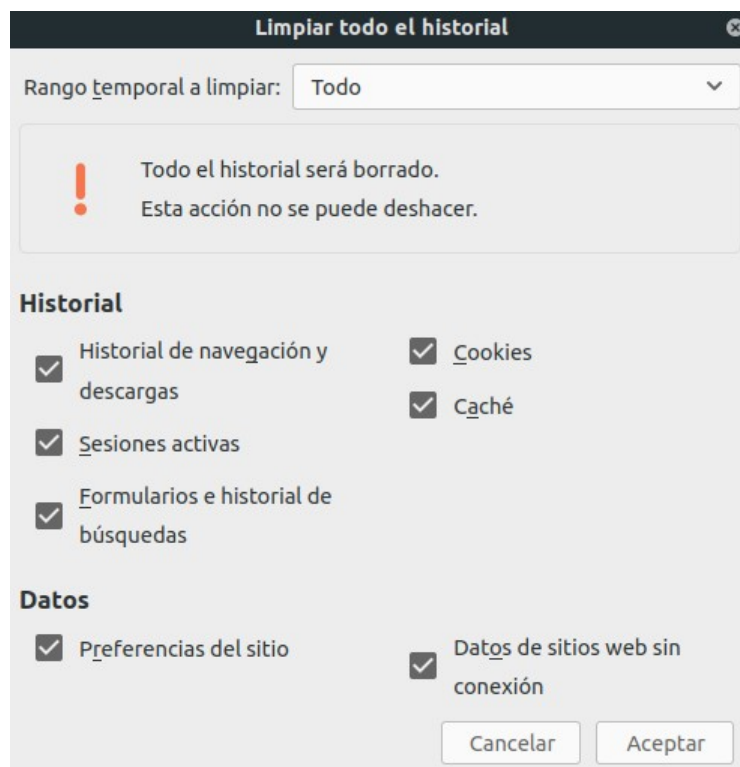 Limpiar todo el historial
Rango temporal a limpiar: Todo
Todo el historial será borrado.
Esta acción no se puede deshacer.
Historial
Historial de navegación y
descargas
Sesiones activas
Formularios e historial de
búsquedas
Cookies
Caché
Datos
Preferencias del sitio
Datos de sitios web sin
conexión
Cancelar
Aceptar